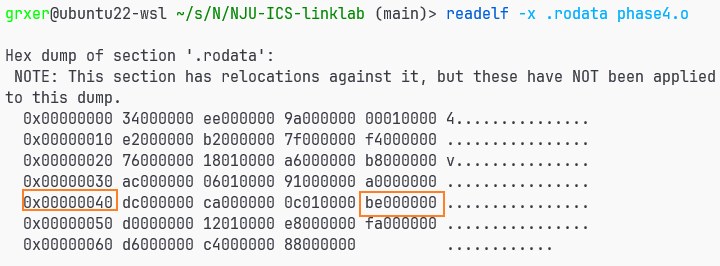 grxer@ubuntu22-wsl ~/s/N/NJU-ICS-linklab (main)> readelf -x .rodata phase4.o
Hex dump of section '.rodata':
 NOTE: This section has relocations against it, but these have NOT been applied
to this dump.
  0x00000000 34000000 ee000000 9a000000 00010000 4...............
  0x00000010 e2000000 b2000000 7f000000 f4000000 ................
  0x00000020 76000000 18010000 a6000000 b8000000 v...............
  0x00000030 ac000000 06010000 91000000 a0000000 ................
  0x00000040 dc000000 ca000000 0c010000 be000000 ................
  0x00000050 d0000000 12010000 e8000000 fa000000 ................
  0x00000060 d6000000 c4000000 88000000          ............